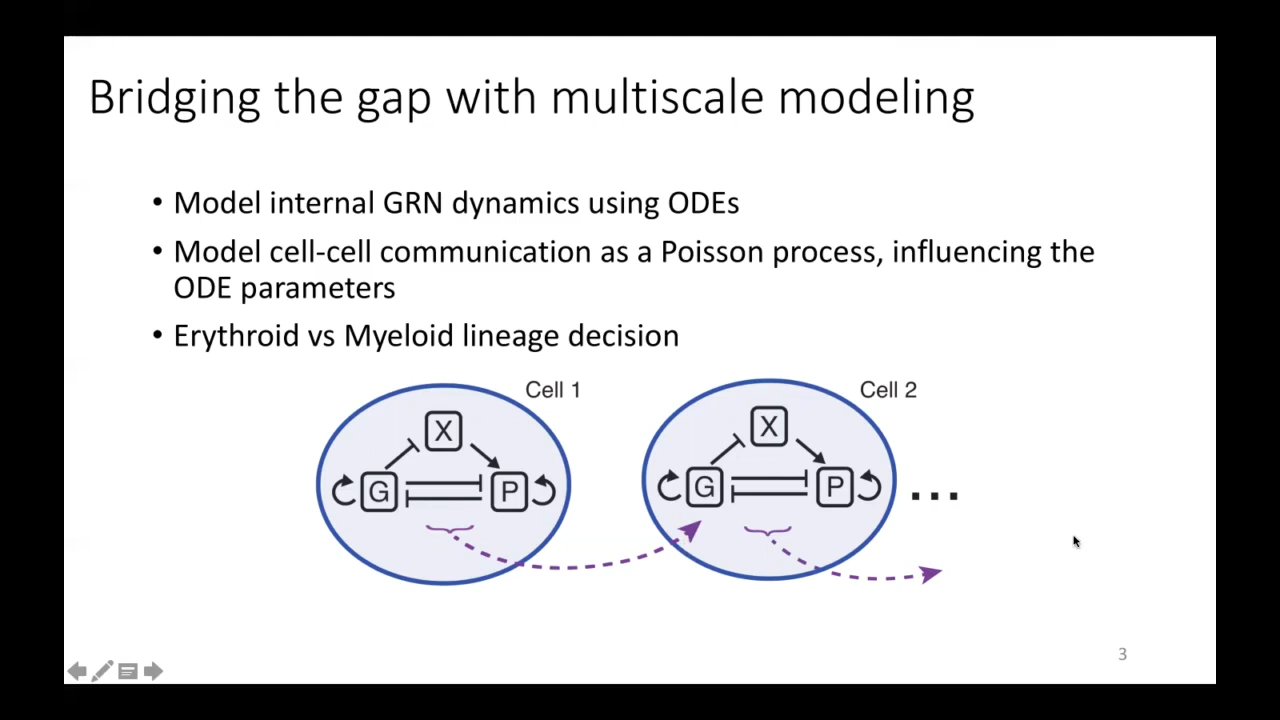 Bridging the gap with multiscale modeling
• Model internal GRN dynamics using ODEs
• Model cell-cell communication as a Poisson process, influencing the
ODE parameters
• Erythroid vs Myeloid lineage decision
Cell 1
Cell 2
X
X
G
P
G
P
...
3